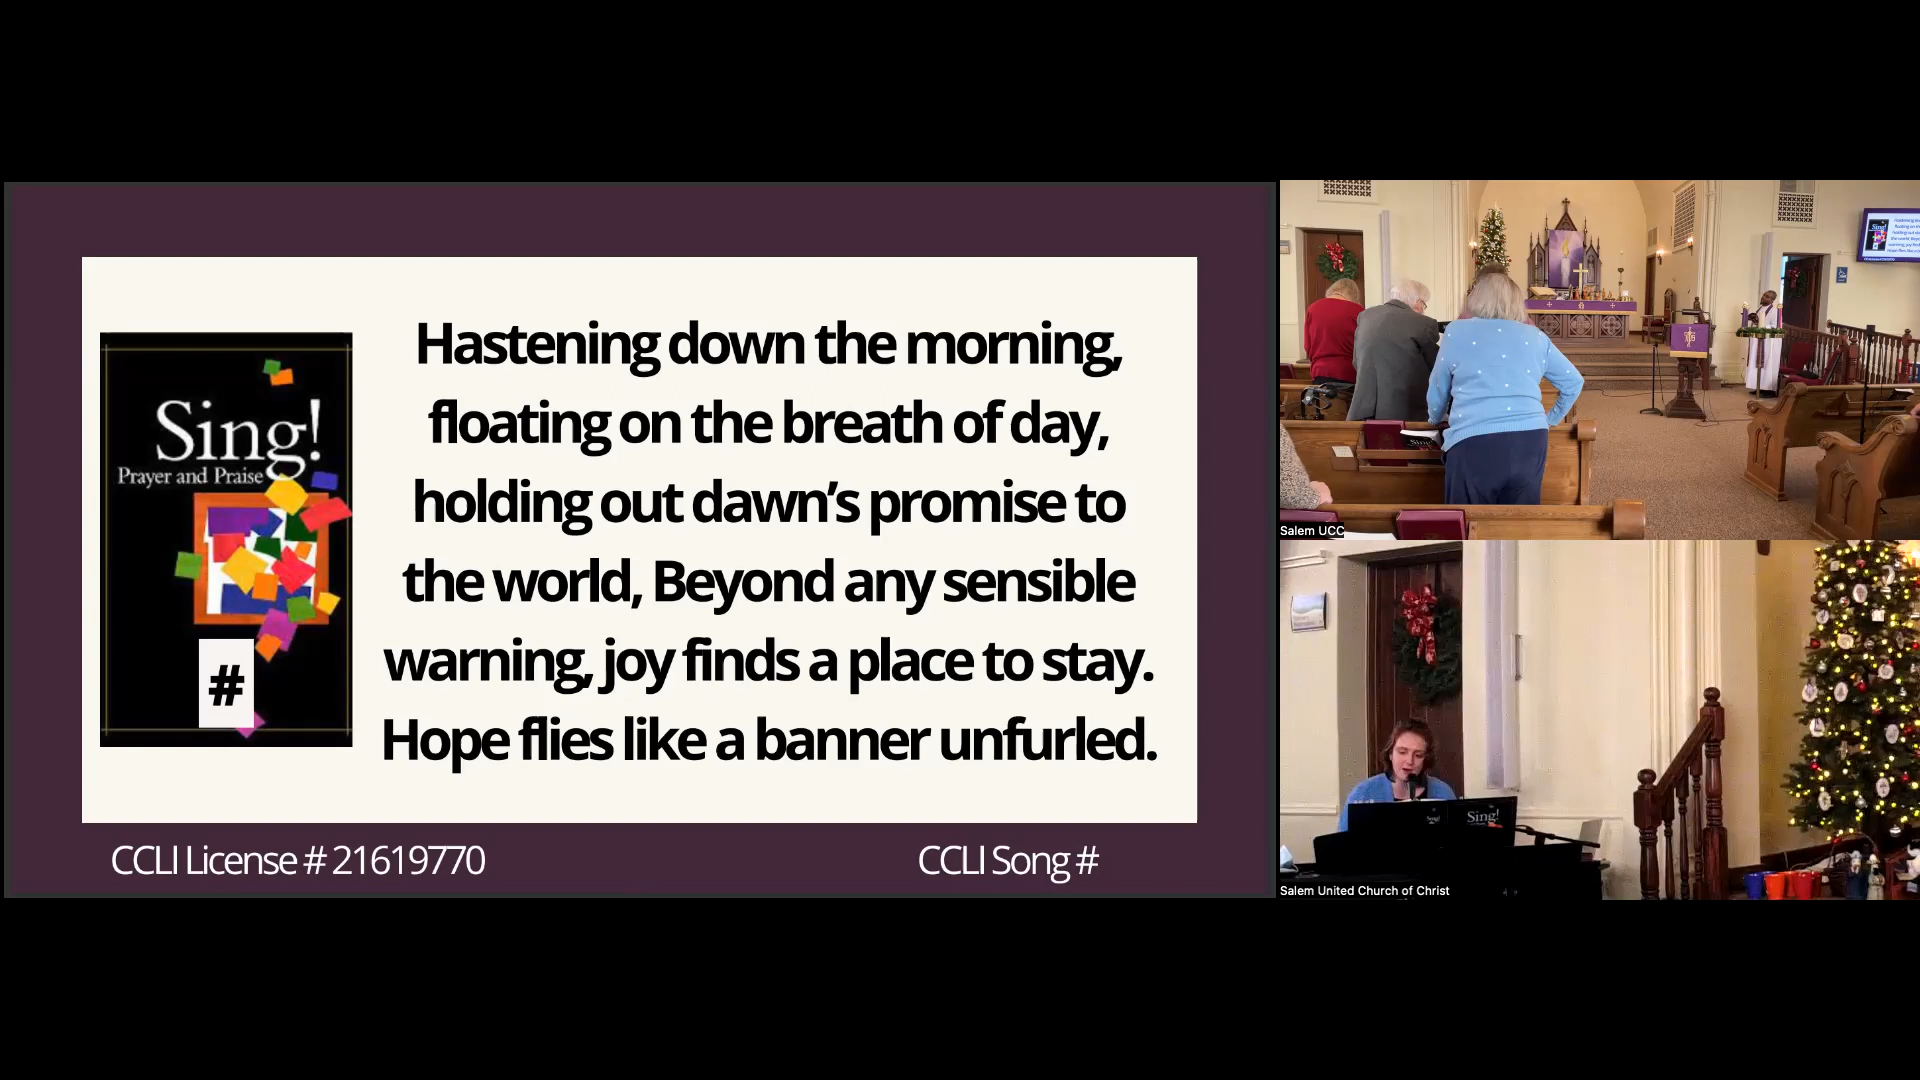 Sing!
Prayer and Praise
#
Hastening down the morning,
floating on the breath of day,
holding out dawn's promise to
the world, Beyond any sensible
warning, joy finds a place to stay.
Hope flies like a banner unfurled.
CCLI License # 21619770
CCLI Song #
Salem UCC
Sing!
Sing!
Salem United Church of Christ